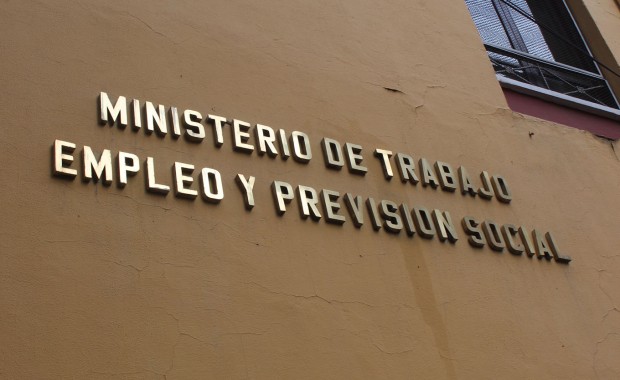 MINISTERIO DE TRABAJO
EMPLEO Y PREVISION SOCIAL